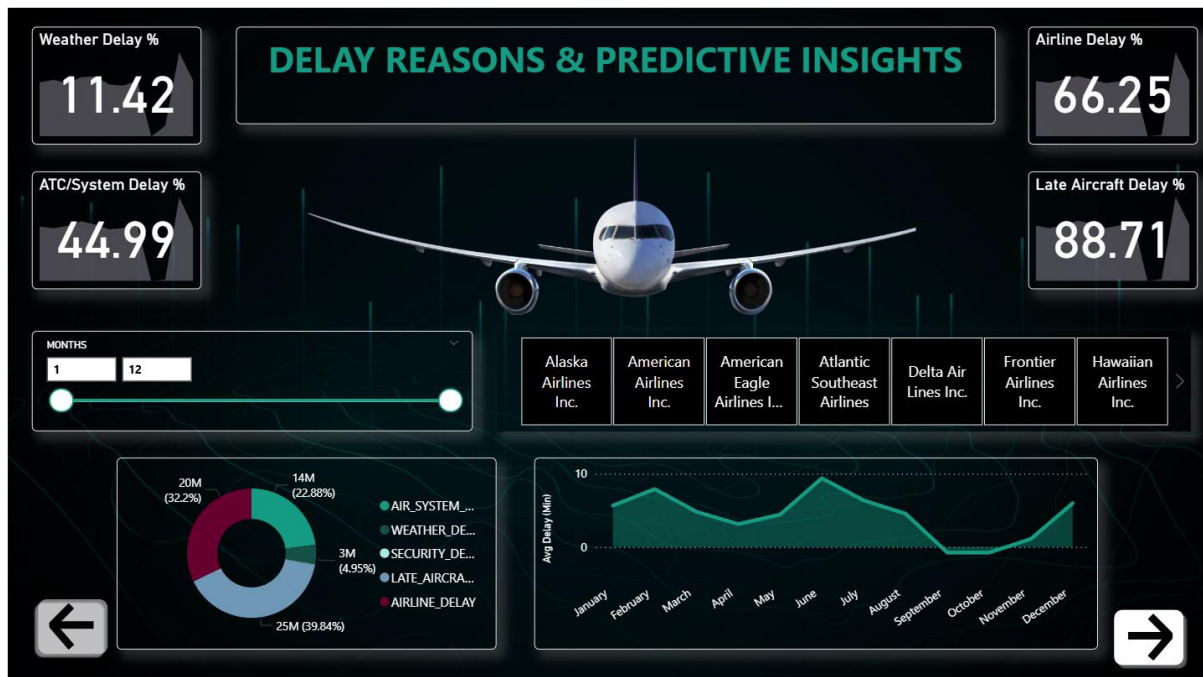 Weather Delay %
11.42
DELAY REASONS & PREDICTIVE INSIGHTS
Airline Delay %
66.25
ATC/System Delay %
44.99
Late Aircraft Delay %
88.71
MONTHS
1
12
Alaska
Airlines
Inc.
American
Airlines
Inc.
American
Eagle
Airlines I...
Atlantic
Southeast
Airlines
Delta Air
Lines Inc.
Frontier
Airlines
Inc.
Hawaiian
Airlines
Inc.
20M
(32.2%)
14M
(22.88%)
3M
(4.95%)
25M (39.84%)
AIR_SYSTEM_...
WEATHER_DE...
SECURITY_DE...
LATE_AIRCRA...
AIRLINE_DELAY
Avg Delay (Min)
10
0
January
February
March
April
May
June
July
August
September
October
November
December